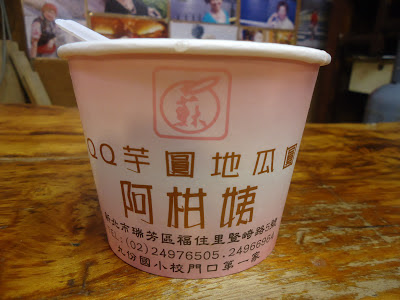 蘇
QQ芋圓地瓜圓
阿柑姨
新北市瑞芳區福住里豎崎路5號
TEL:(02)24976505.
九份國小校門口第一家